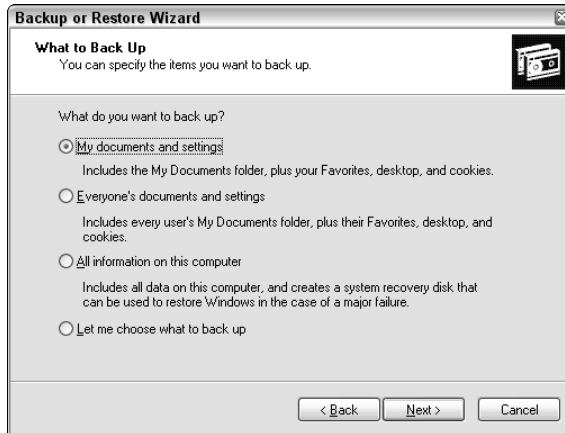 Backup or Restore Wizard
What to Back Up
You can specify the items you want to back up.
What do you want to back up?
My documents and settings
Includes the My Documents folder, plus your Favorites, desktop, and cookies.
Everyone's documents and settings
Includes every user's My Documents folder, plus their Favorites, desktop, and
cookies.
All information on this computer
Includes all data on this computer, and creates a system recovery disk that
can be used to restore Windows in the case of a major failure.
Let me choose what to back up
< Back Next > Cancel